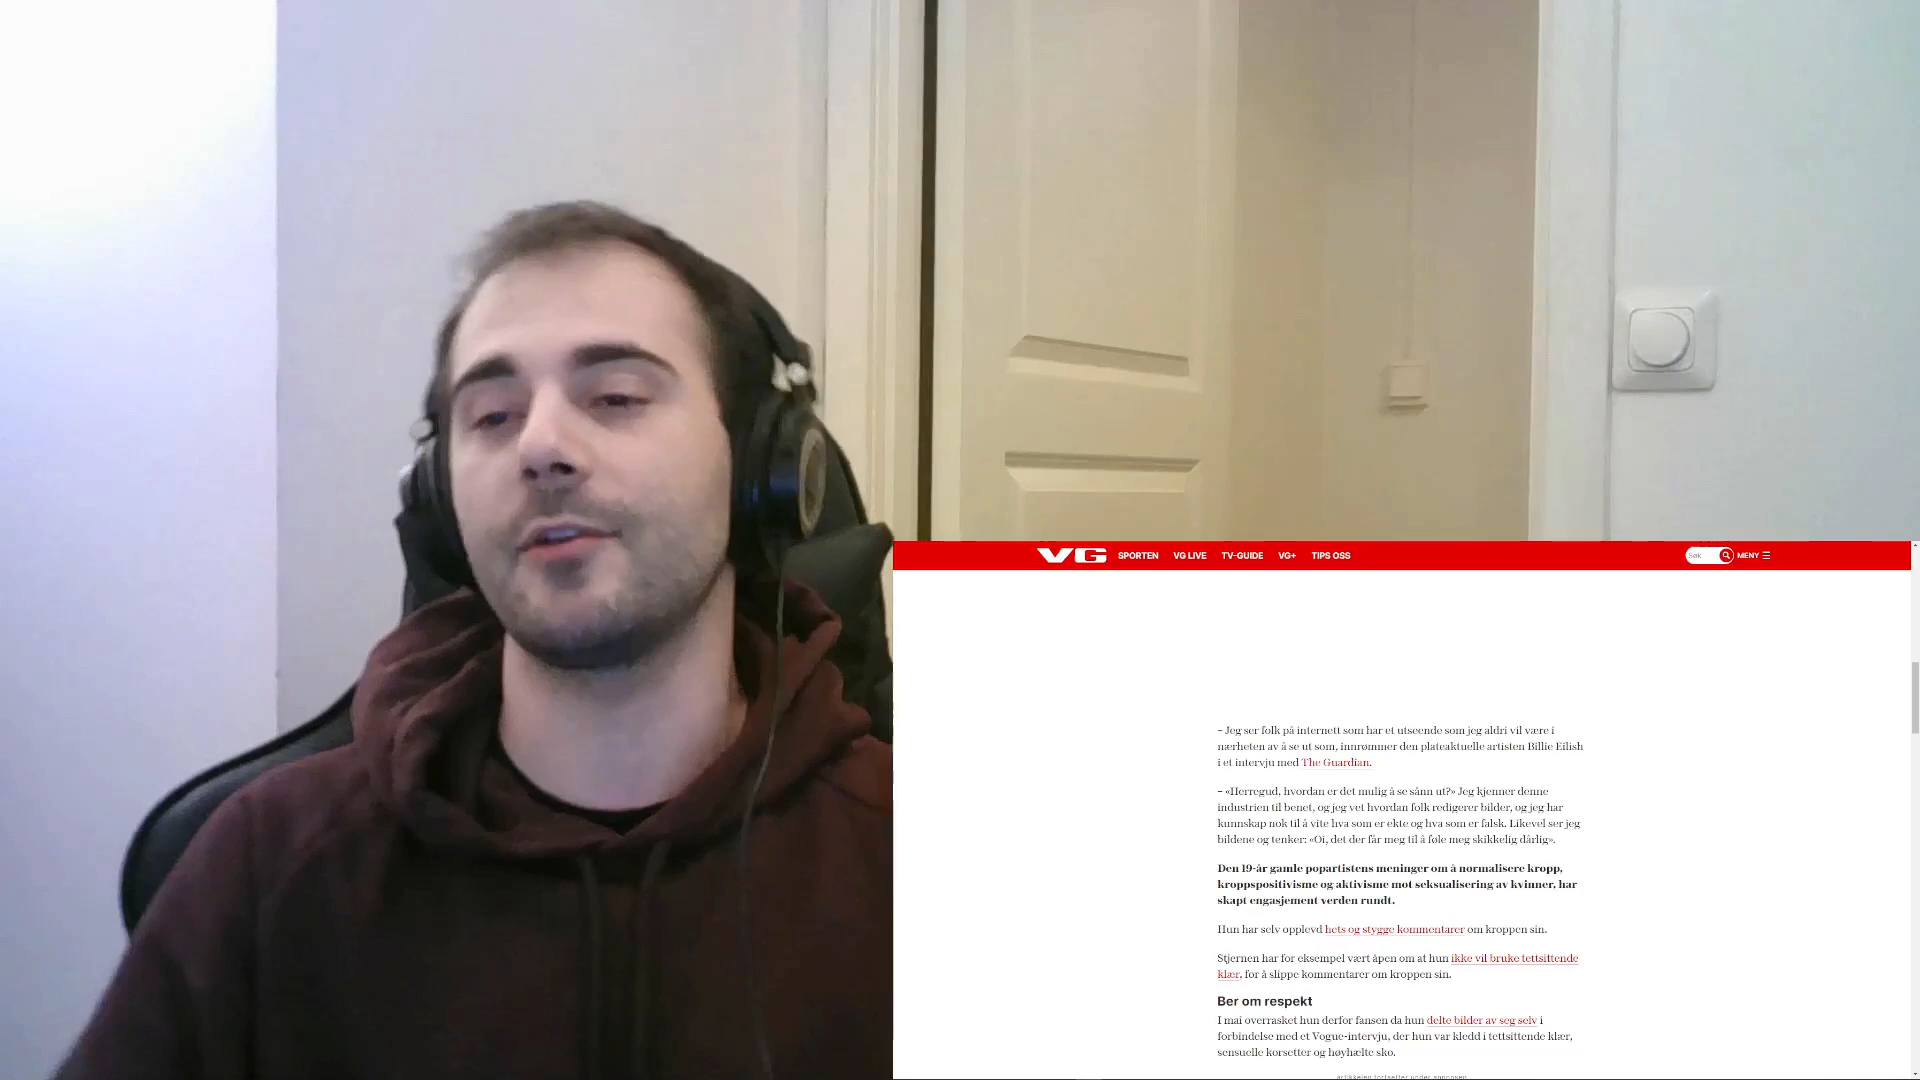 VG SPORTEN VG LIVE TV-GUIDE VG+ TIPS OSS Søk MENY
– Jeg ser folk på internett som har et utseende som jeg aldri vil være i
nærheten av å se ut som, innrømmer den plateaktuelle artisten Billie Eilish
i et intervju med The Guardian.
– «Herregud, hvordan er det mulig å se sånn ut?» Jeg kjenner denne
industrien til benet, og jeg vet hvordan folk redigerer bilder, og jeg har
kunnskap nok til å vite hva som er ekte og hva som er falsk. Likevel ser jeg
bildene og tenker: «Oi, det der får meg til å føle meg skikkelig dårlig».
Den 19-år gamle popartistens meninger om å normalisere kropp,
kroppspositivisme og aktivisme mot seksualisering av kvinner, har
skapt engasjement verden rundt.
Hun har selv opplevd hets og stygge kommentarer om kroppen sin.
Stjernen har for eksempel vært åpen om at hun ikke vil bruke tettsittende
klær, for å slippe kommentarer om kroppen sin.
Ber om respekt
I mai overrasket hun derfor fansen da hun delte bilder av seg selv i
forbindelse med et Vogue-intervju, der hun var kledd i tettsittende klær,
sensuelle korsetter og høyhælte sko.
artikkelen fortsetter under annonsen